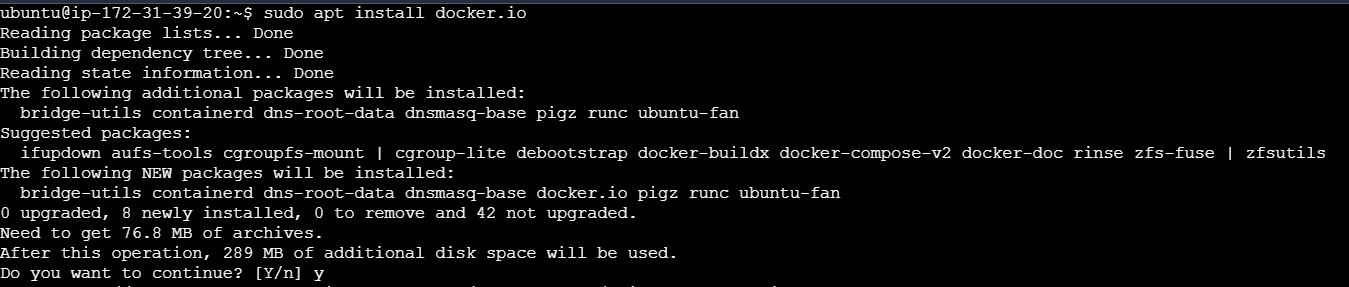 ubuntu@ip-172-31-39-20:~$ sudo apt install docker.io
Reading package lists... Done
Building dependency tree... Done
Reading state information... Done
The following additional packages will be installed:
  bridge-utils containerd dns-root-data dnsmasq-base pigz runc ubuntu-fan
Suggested packages:
  ifupdown aufs-tools cgroupfs-mount | cgroup-lite debootstrap docker-buildx docker-compose-v2 docker-doc rinse zfs-fuse | zfsutils
The following NEW packages will be installed:
  bridge-utils containerd dns-root-data dnsmasq-base docker.io pigz runc ubuntu-fan
0 upgraded, 8 newly installed, 0 to remove and 42 not upgraded.
Need to get 76.8 MB of archives.
After this operation, 289 MB of additional disk space will be used.
Do you want to continue? [Y/n] y